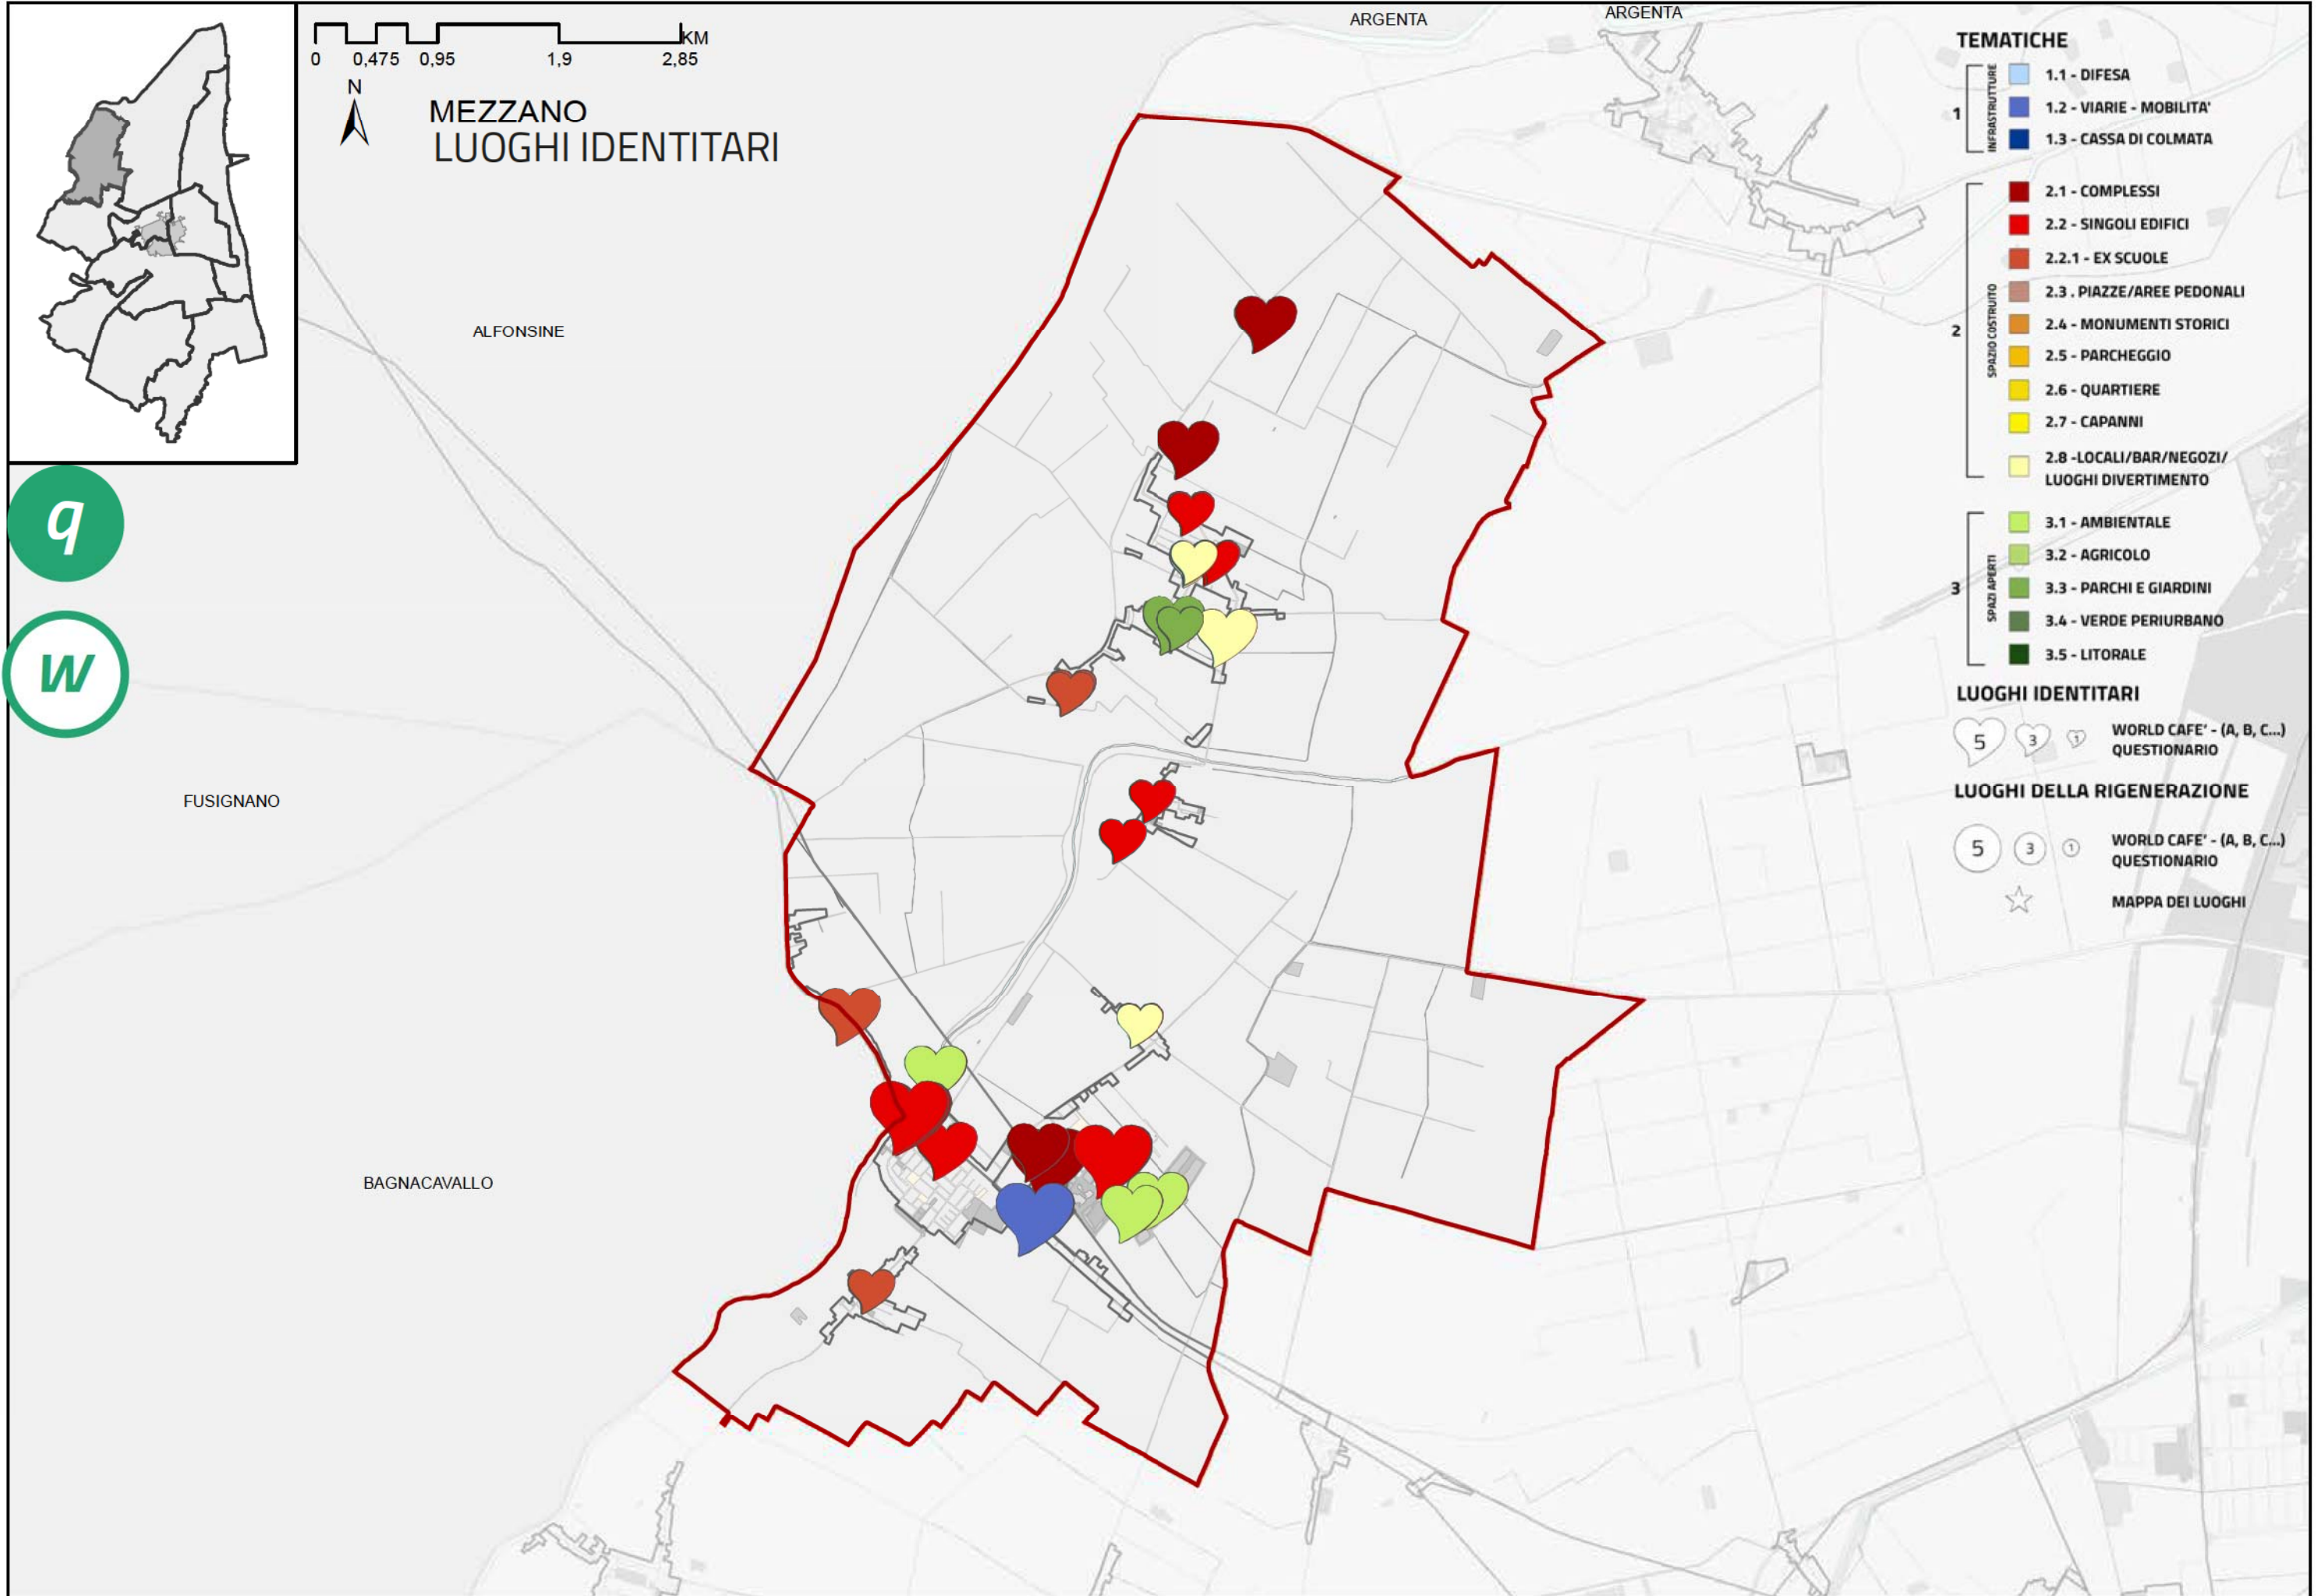 ARGENTA
ARGENTA
KM
0 0,475 0,95 1,9 2,85
N
MEZZANO
LUOGHI IDENTITARI
ALFONSINE
q
W
FUSIGNANO
BAGNACAVALLO
TEMATICHE
1
INFRASTRUTTURE
1.1 - DIFESA
1.2 - VIARIE - MOBILITA'
1.3 - CASSA DI COLMATA
2
SPAZIO COSTRUITO
2.1 - COMPLESSI
2.2 - SINGOLI EDIFICI
2.2.1 - EX SCUOLE
2.3 . PIAZZE/AREE PEDONALI
2.4 - MONUMENTI STORICI
2.5 - PARCHEGGIO
2.6 - QUARTIERE
2.7 - CAPANNI
2.8 -LOCALI/BAR/NEGOZI/
LUOGHI DIVERTIMENTO
3
SPAZI APERTI
3.1 - AMBIENTALE
3.2 - AGRICOLO
3.3 - PARCHI E GIARDINI
3.4 - VERDE PERIURBANO
3.5 - LITORALE
LUOGHI IDENTITARI
5 3 1 WORLD CAFE' - (A, B, C...)
QUESTIONARIO
LUOGHI DELLA RIGENERAZIONE
5 3 1 WORLD CAFE' - (A, B, C...)
QUESTIONARIO
MAPPA DEI LUOGHI